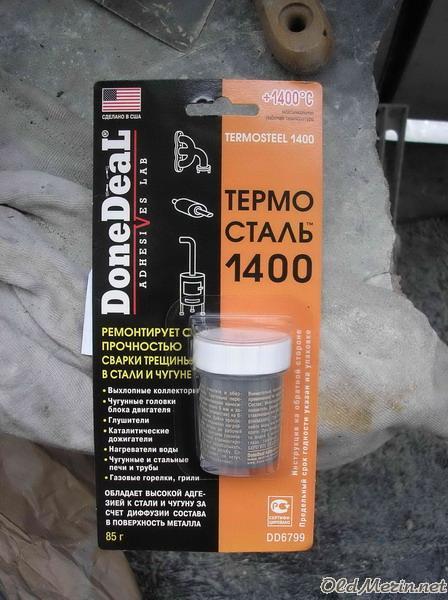 СДЕЛАНО В США
DoneDeaL®
ADHESIVES LAB
+1400°C
TERMOSTEEL 1400
ТЕРМО
СТАЛЬ™
1400
РЕМОНТИРУЕТ С
ПРОЧНОСТЬЮ
СВАРКИ ТРЕЩИНЫ
В СТАЛИ И ЧУГУНЕ
• Выхлопные коллекторы
• Чугунные головки
блока двигателя
• Глушители
• Каталитические
дожигатели
• Нагреватели воды
• Чугунные и стальные
печи и трубы
• Газовые горелки, грили
ОБЛАДАЕТ ВЫСОКОЙ АДГЕ-
ЗИЕЙ К СТАЛИ И ЧУГУНУ ЗА
СЧЕТ ДИФФУЗИИ СОСТАВА
В ПОВЕРХНОСТЬ МЕТАЛЛА
85 г
Инструкция на обратной стороне
Предельный срок годности указан на упаковке
DD6799
OldMerin.net